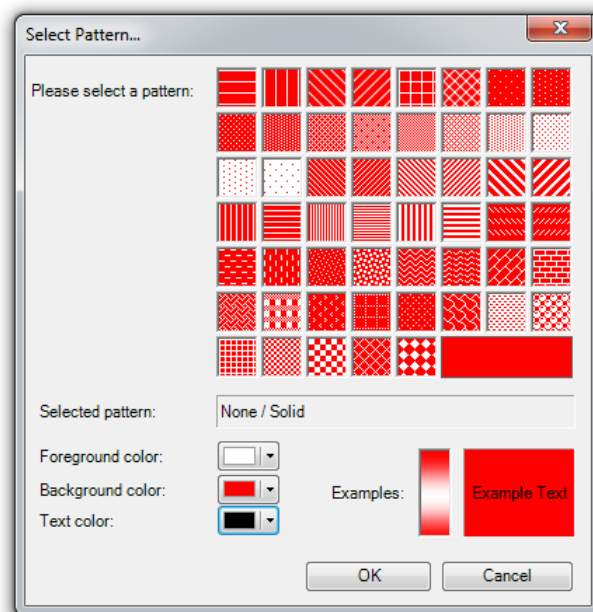 Select Pattern...
Please select a pattern:
Selected pattern: None / Solid
Foreground color:
Background color:
Text color:
Examples: Example Text
OK Cancel